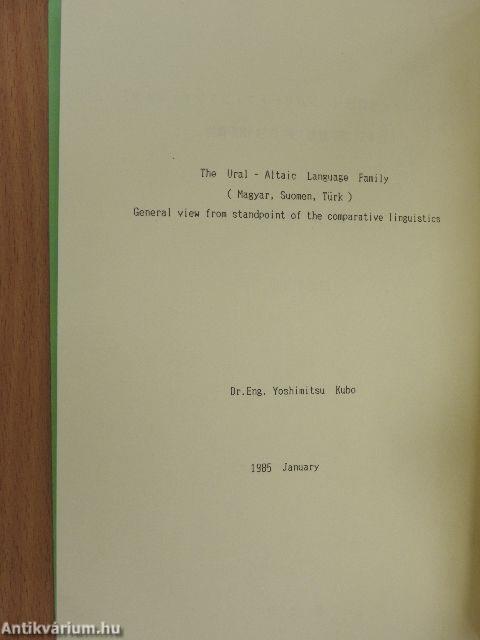 The Ural - Altaic Language Family
( Magyar, Suomen, Türk )
General view from standpoint of the comparative linguistics
Dr.Eng. Yoshimitsu Kubo
1985 January
Antikvárium.hu